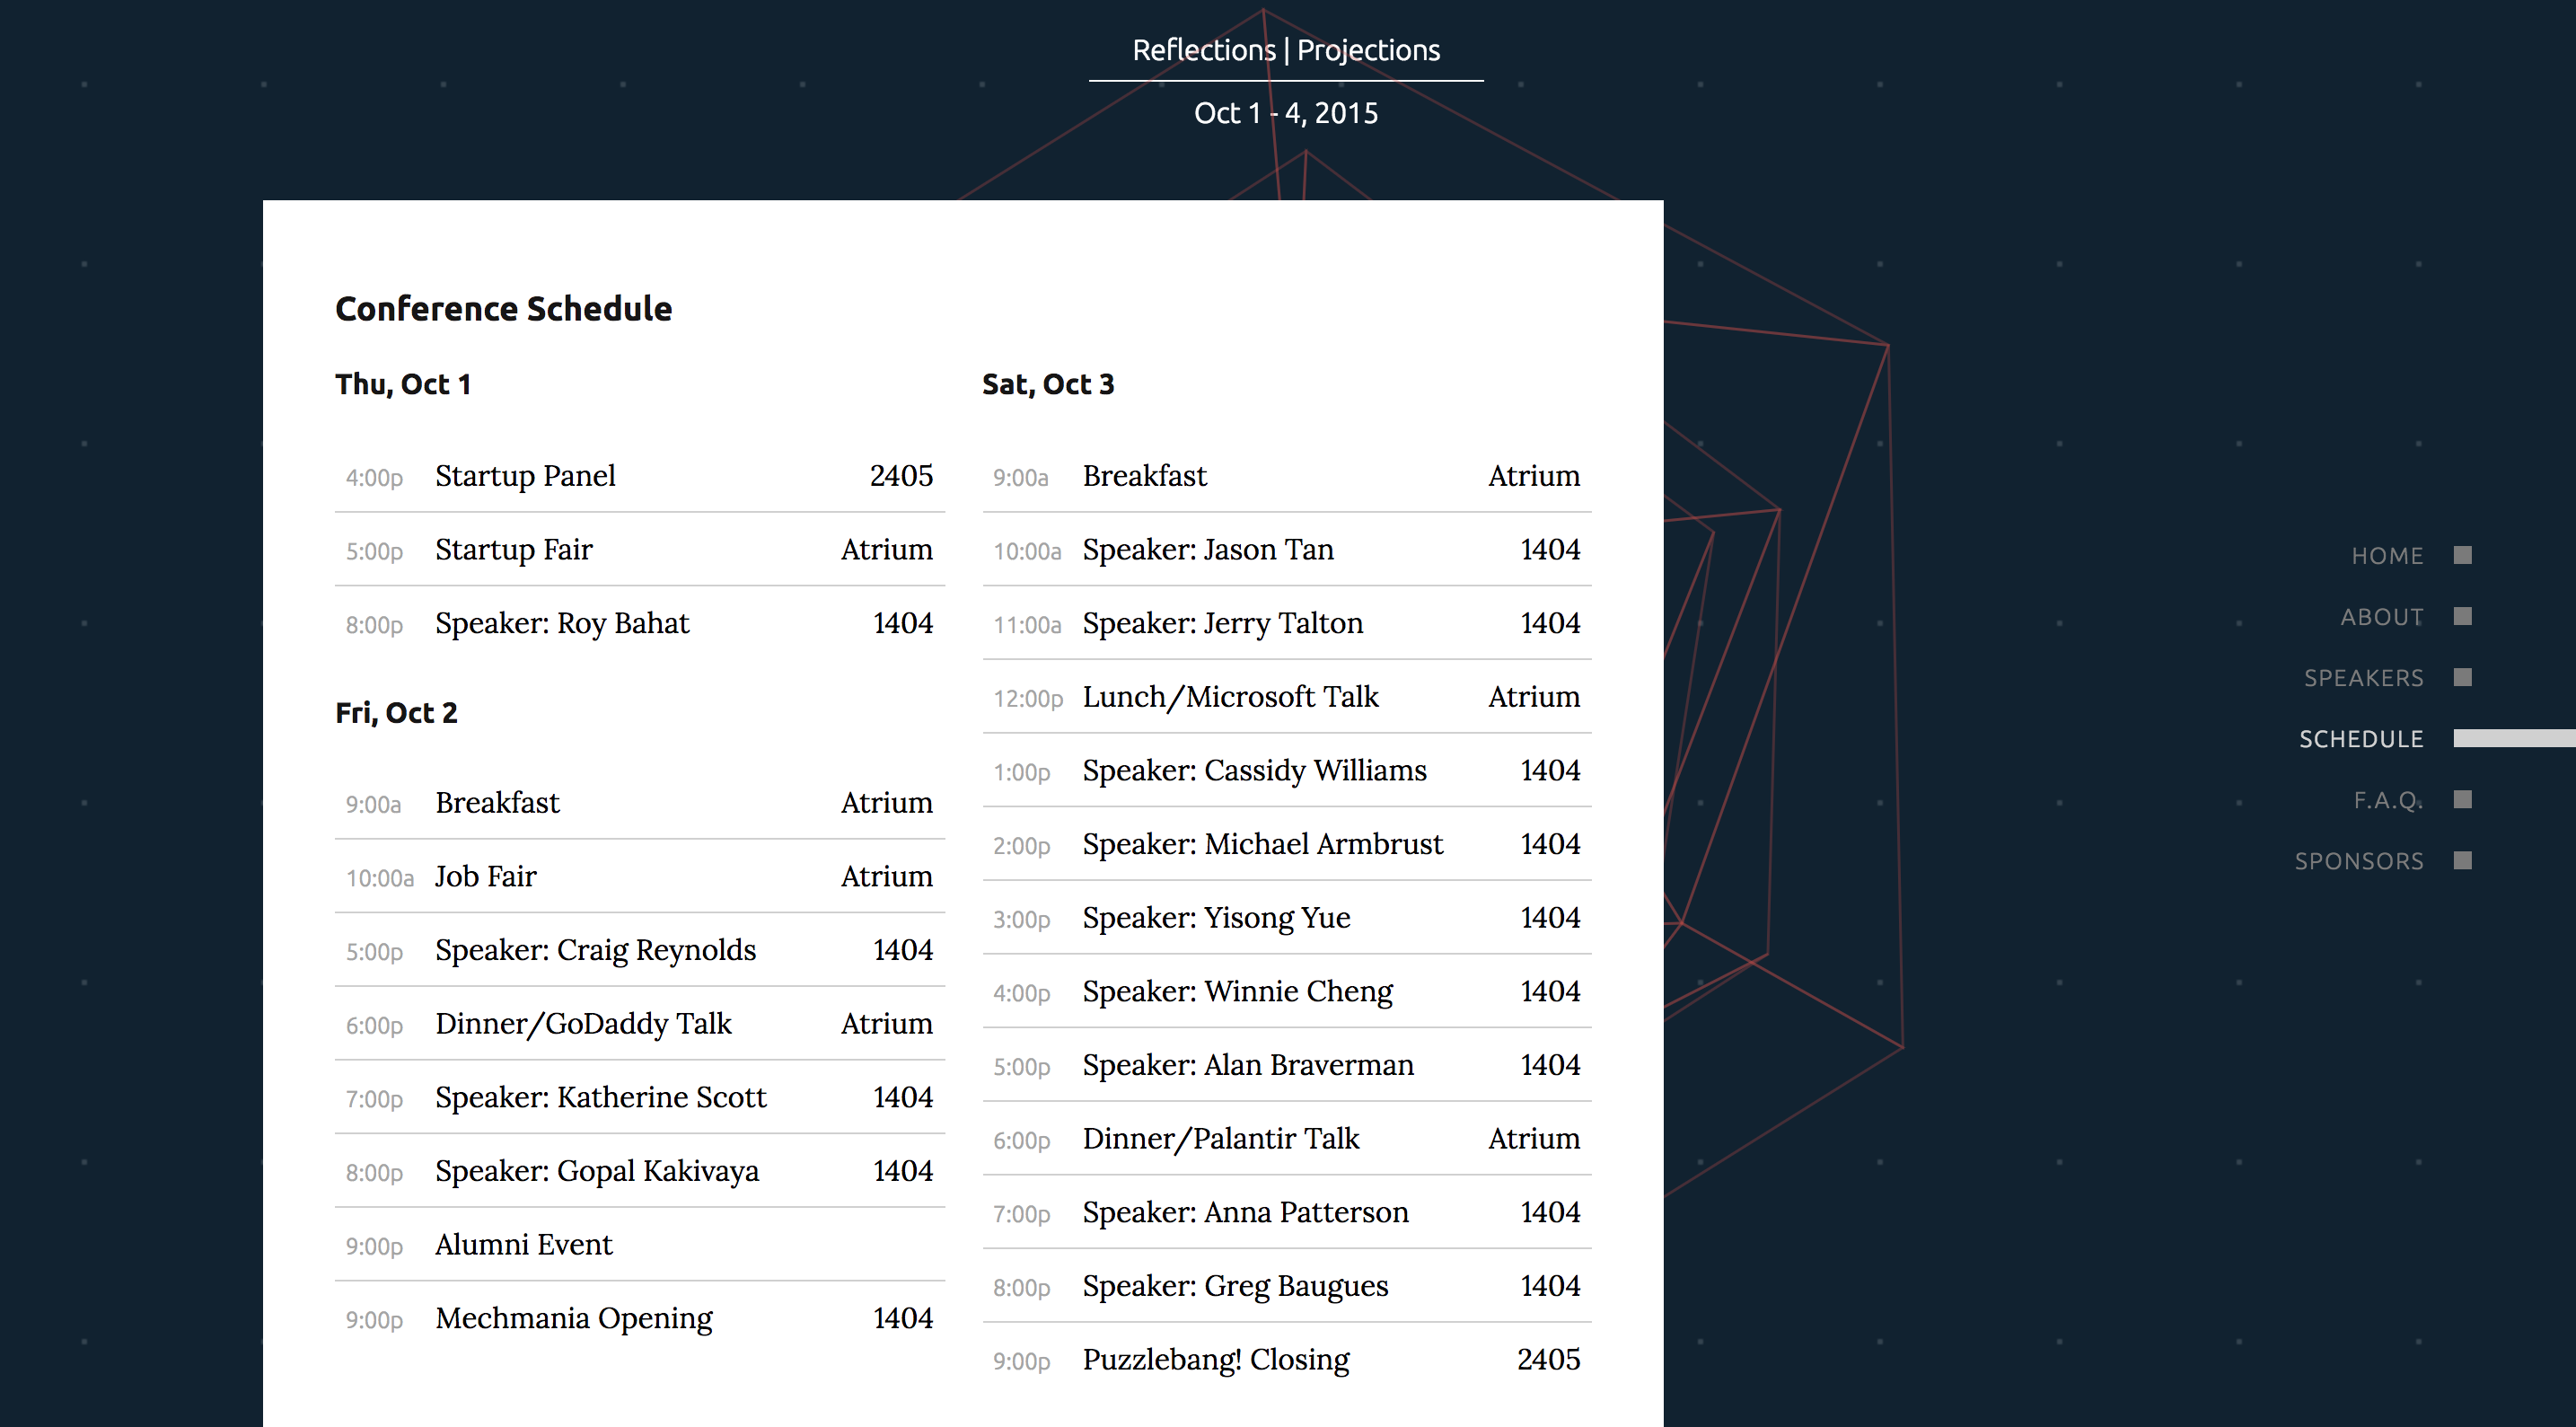 Reflections | Projections
Oct 1 - 4, 2015
Conference Schedule
Thu, Oct 1
4:00p Startup Panel 2405
5:00p Startup Fair Atrium
8:00p Speaker: Roy Bahat 1404
Fri, Oct 2
9:00a Breakfast Atrium
10:00a Job Fair Atrium
5:00p Speaker: Craig Reynolds 1404
6:00p Dinner/GoDaddy Talk Atrium
7:00p Speaker: Katherine Scott 1404
8:00p Speaker: Gopal Kakivaya 1404
9:00p Alumni Event
9:00p Mechmania Opening 1404
Sat, Oct 3
9:00a Breakfast Atrium
10:00a Speaker: Jason Tan 1404
11:00a Speaker: Jerry Talton 1404
12:00p Lunch/Microsoft Talk Atrium
1:00p Speaker: Cassidy Williams 1404
2:00p Speaker: Michael Armbrust 1404
3:00p Speaker: Yisong Yue 1404
4:00p Speaker: Winnie Cheng 1404
5:00p Speaker: Alan Braverman 1404
6:00p Dinner/Palantir Talk Atrium
7:00p Speaker: Anna Patterson 1404
8:00p Speaker: Greg Baugues 1404
9:00p Puzzlebang! Closing 2405
HOME
ABOUT
SPEAKERS
SCHEDULE
F.A.Q.
SPONSORS